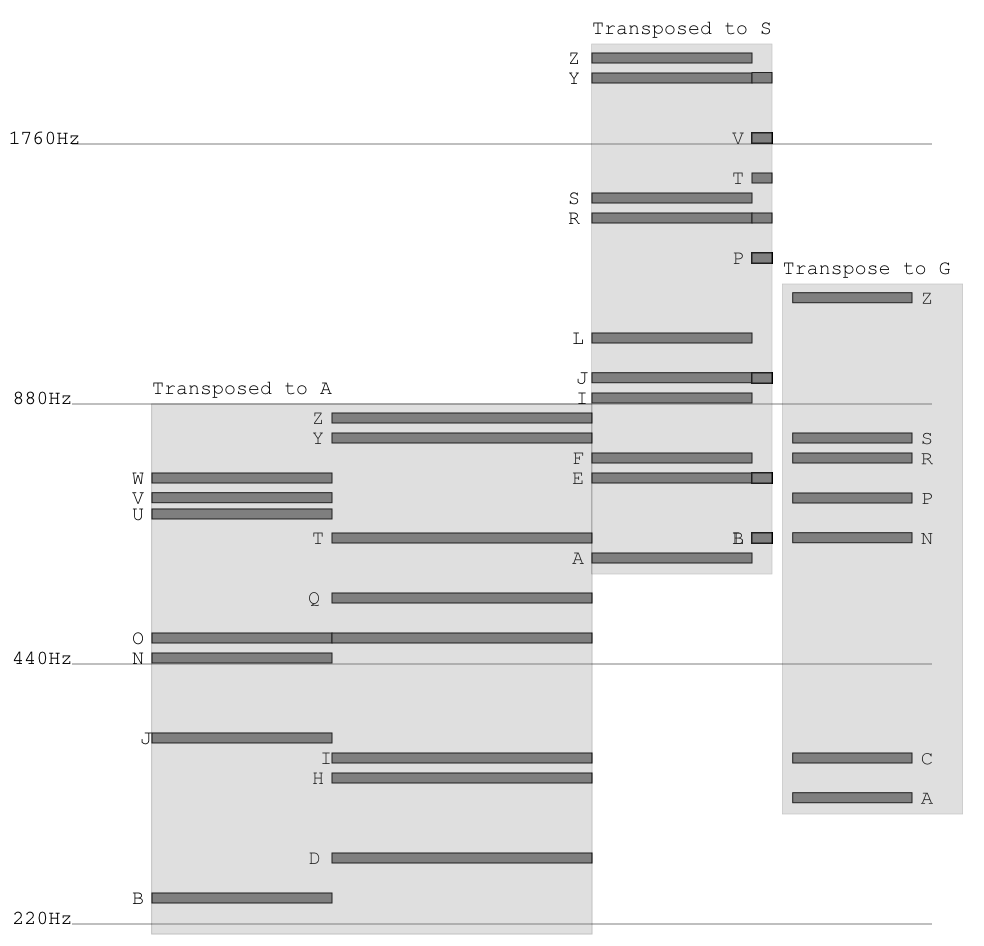 Transposed to S
Z
Y
1760Hz
V
T
S
R
P
Transpose to G
Z
L
J
Transposed to A
880Hz
I
Z
Y
S
F
R
W
E
V
P
U
T
B
N
A
Q
O
440Hz
N
J
I
C
H
A
D
B
220Hz